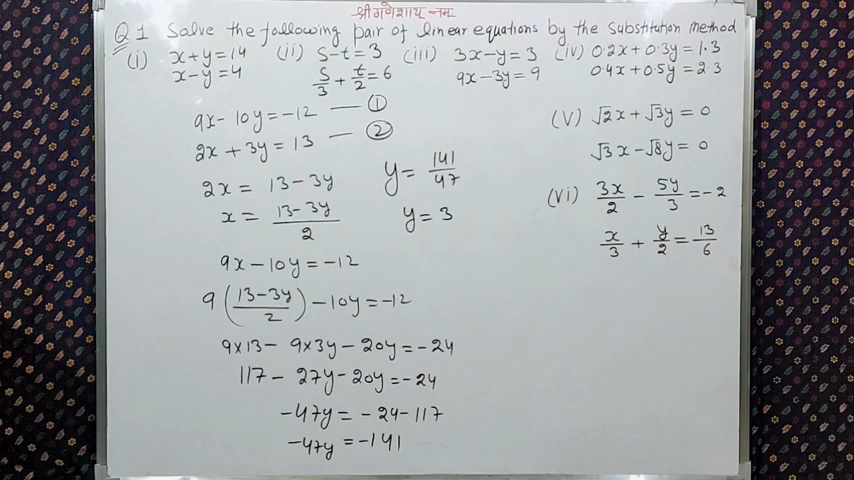 श्री गणेशाय नमः
Q1 Solve the following pair of linear equations by the substitution method
(i) x+y=14
x-y=4
(ii) s-t=3
s/3 + t/2 = 6
(iii) 3x-y=3
9x-3y=9
(iv) 0.2x+0.3y=1.3
0.4x+0.5y=2.3
(V) √2x+√3y=0
√3x-√8y=0
(vi) 3x/2 - 5y/3 = -2
x/3 + y/2 = 13/6
9x-10y=-12 — ①
2x+3y=13 — ②
2x = 13-3y
x = (13-3y)/2
9x-10y=-12
9((13-3y)/2)-10y=-12
9x13- 9x3y-20y=-24
117- 27y-20y=-24
-47y= -24-117
-47y =-141
y= 141/47
y=3